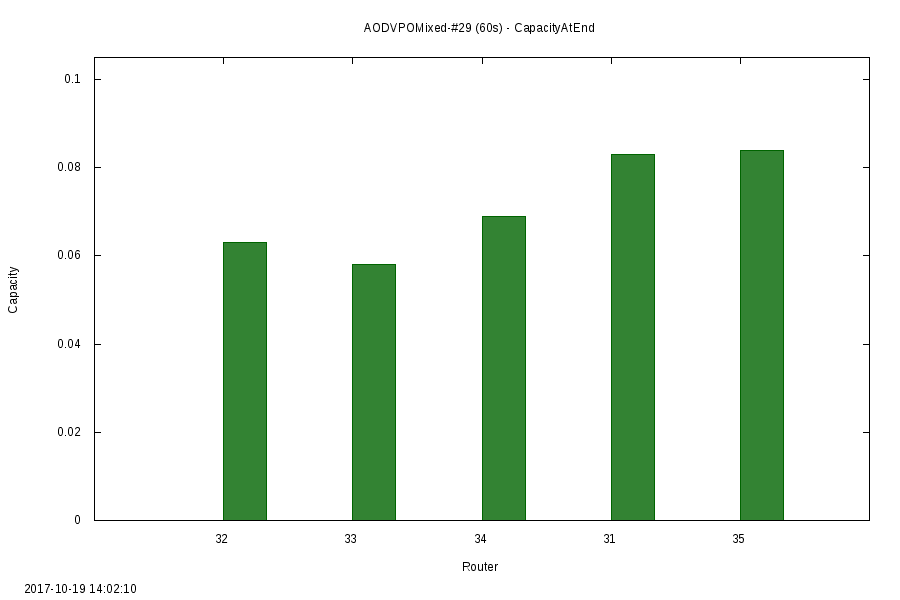 AODVPOMixed-#29 (60s) - CapacityAtEnd
0.1
0.08
0.06
0.04
0.02
0
Capacity
32 33 34 31 35
Router
2017-10-19 14:02:10